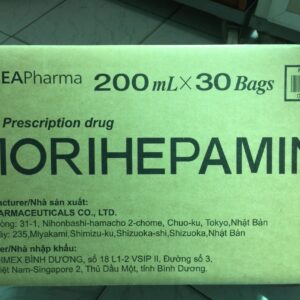 EAPharma 200 mL × 30 Bags
Prescription drug
MORIHEPAMIN
cturer/Nhà sản xuất:
ARMACEUTICALS CO., LTD.
òng: 31-1, Nihonbashi-hamacho 2-chome, Chuo-ku, Tokyo,Nhật Bản
áy: 235,Miyakami,Shimizu-ku,Shizuoka-shi,Shizuoka,Nhật Bản
er/Nhà nhập khẩu:
IMEX BÌNH DƯƠNG, số 18 L1-2 VSIP II, Đường số 3,
iệt Nam-Singapore 2, Thủ Dầu Một, tỉnh Bình Dương.